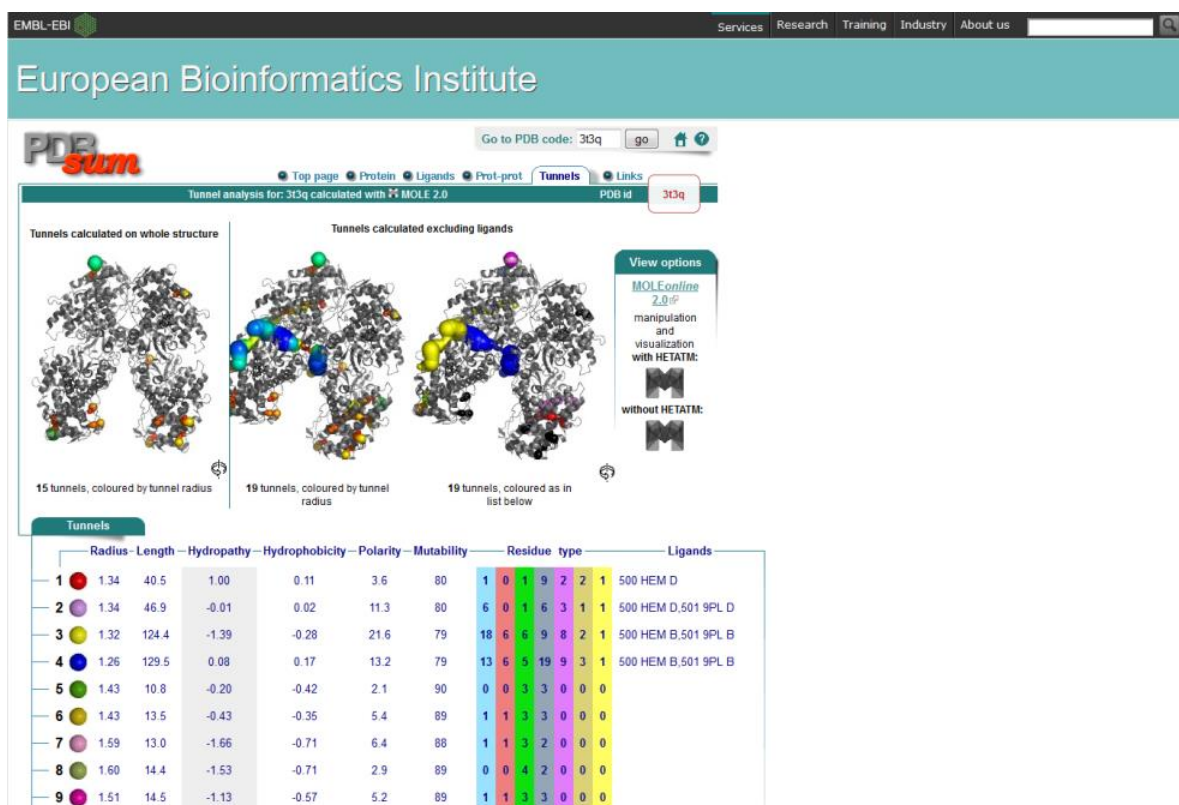 EMBL-EBI
Services Research Training Industry About us
European Bioinformatics Institute
PDBsum
Go to PDB code: 3t3q go ?
Top page Protein Ligands Prot-prot Tunnels Links
Tunnel analysis for: 3t3q calculated with MOLE 2.0 PDB id 3t3q
Tunnels calculated on whole structure
Tunnels calculated excluding ligands
View options
MOLEonline
2.0
manipulation
and
visualization
with HETATM:
without HETATM:
15 tunnels, coloured by tunnel radius
19 tunnels, coloured by tunnel
radius
19 tunnels, coloured as in
list below
Tunnels
Radius Length Hydropathy Hydrophobicity Polarity Mutability Residue type Ligands
1 1.34 40.5 1.00 0.11 3.6 80 1 0 1 9 2 2 1 500 HEM D
2 1.34 46.9 -0.01 0.02 11.3 80 6 0 1 6 3 1 1 500 HEM D,501 9PL D
3 1.32 124.4 -1.39 -0.28 21.6 79 18 6 6 9 8 2 1 500 HEM B,501 9PL B
4 1.26 129.5 0.08 0.17 13.2 79 13 6 5 19 9 3 1 500 HEM B,501 9PL B
5 1.43 10.8 -0.20 -0.42 2.1 90 0 0 3 3 0 0 0
6 1.43 13.5 -0.43 -0.35 5.4 89 1 1 3 3 0 0 0
7 1.59 13.0 -1.66 -0.71 6.4 88 1 1 3 2 0 0 0
8 1.60 14.4 -1.53 -0.71 2.9 89 0 0 4 2 0 0 0
9 1.51 14.5 -1.13 -0.57 5.2 89 1 1 3 3 0 0 0